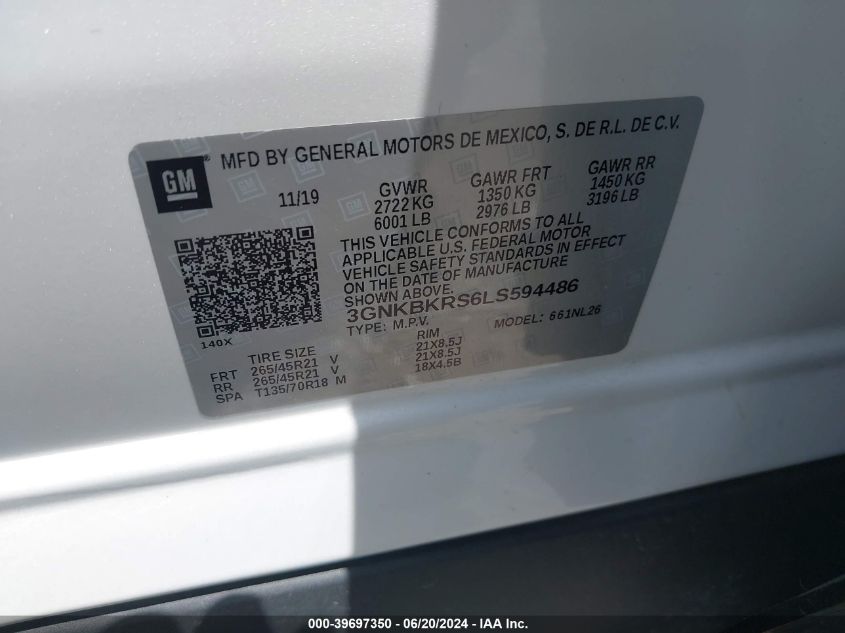 GM ® MFD BY GENERAL MOTORS DE MEXICO, S. DE R.L. DE C.V.
11/19 GVWR GAWR FRT GAWR RR
2722 KG 1350 KG 1450 KG
6001 LB 2976 LB 3196 LB
THIS VEHICLE CONFORMS TO ALL
APPLICABLE U.S. FEDERAL MOTOR
VEHICLE SAFETY STANDARDS IN EFFECT
ON THE DATE OF MANUFACTURE
SHOWN ABOVE.
3GNKBKRS6LS594486
TYPE: M.P.V. MODEL: 661NL26
140X
TIRE SIZE RIM
FRT 265/45R21 V 21X8.5J
RR 265/45R21 V 21X8.5J
SPA T135/70R18 M 18X4.5B
000-39697350 - 06/20/2024 - IAA Inc.